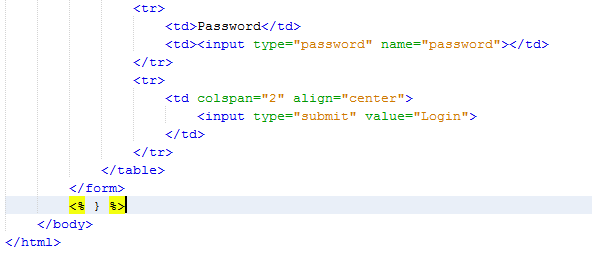 <tr>
<td>Password</td>
<td><input type="password" name="password"></td>
</tr>
<tr>
<td colspan="2" align="center">
<input type="submit" value="Login">
</td>
</tr>
</table>
</form>
<% } %>
</body>
</html>